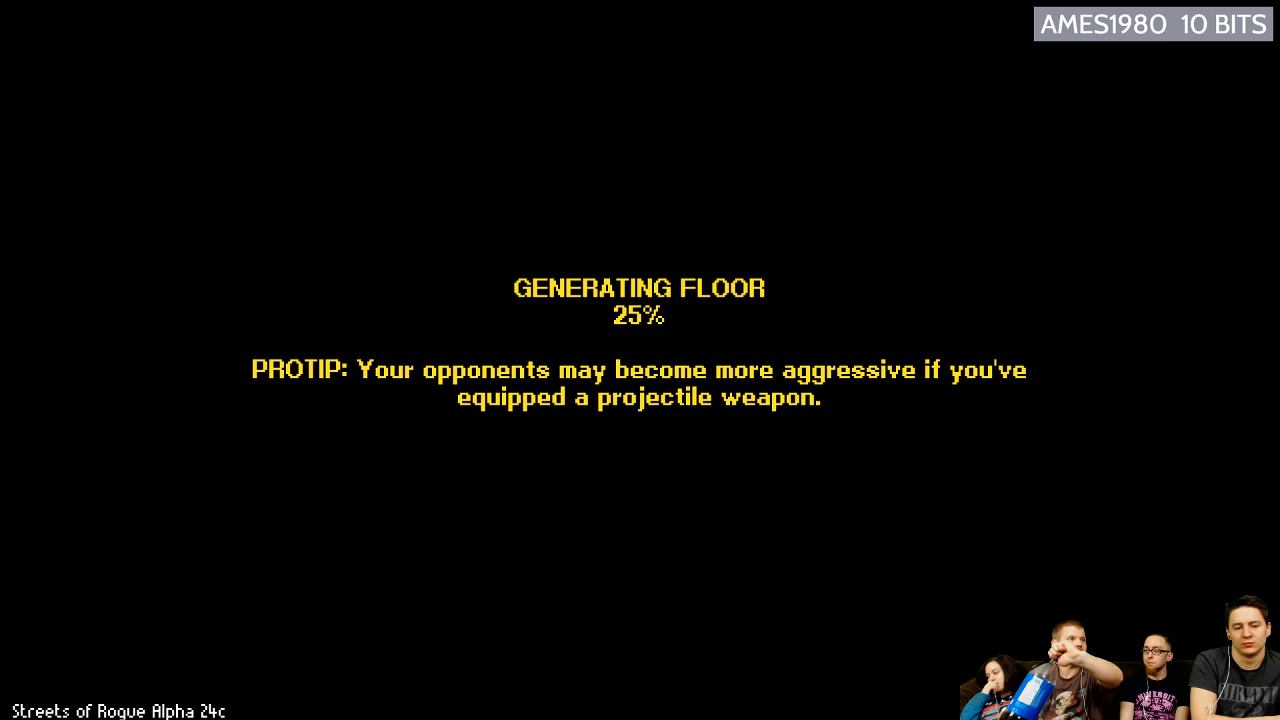 AMES1980 10 BITS
GENERATING FLOOR
25%
PROTIP: Your opponents may become more aggressive if you've
equipped a projectile weapon.
Streets of Rogue Alpha 24c